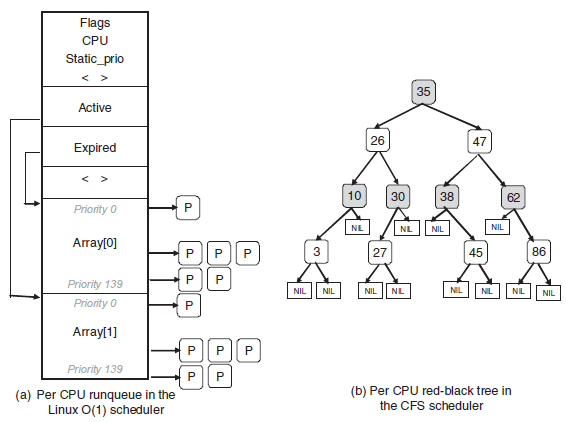 Flags
CPU
Static_prio
< >
Active
Expired
< >
Priority 0
P
Array[0]
P P P
Priority 139
P P
Priority 0
P
Array[1]
P P P
Priority 139
P P
(a) Per CPU runqueue in the
Linux O(1) scheduler
35
26 47
10 30 38 62
NIL NIL NIL NIL
3 27 45 86
NIL NIL NIL NIL NIL NIL NIL NIL
(b) Per CPU red-black tree in
the CFS scheduler